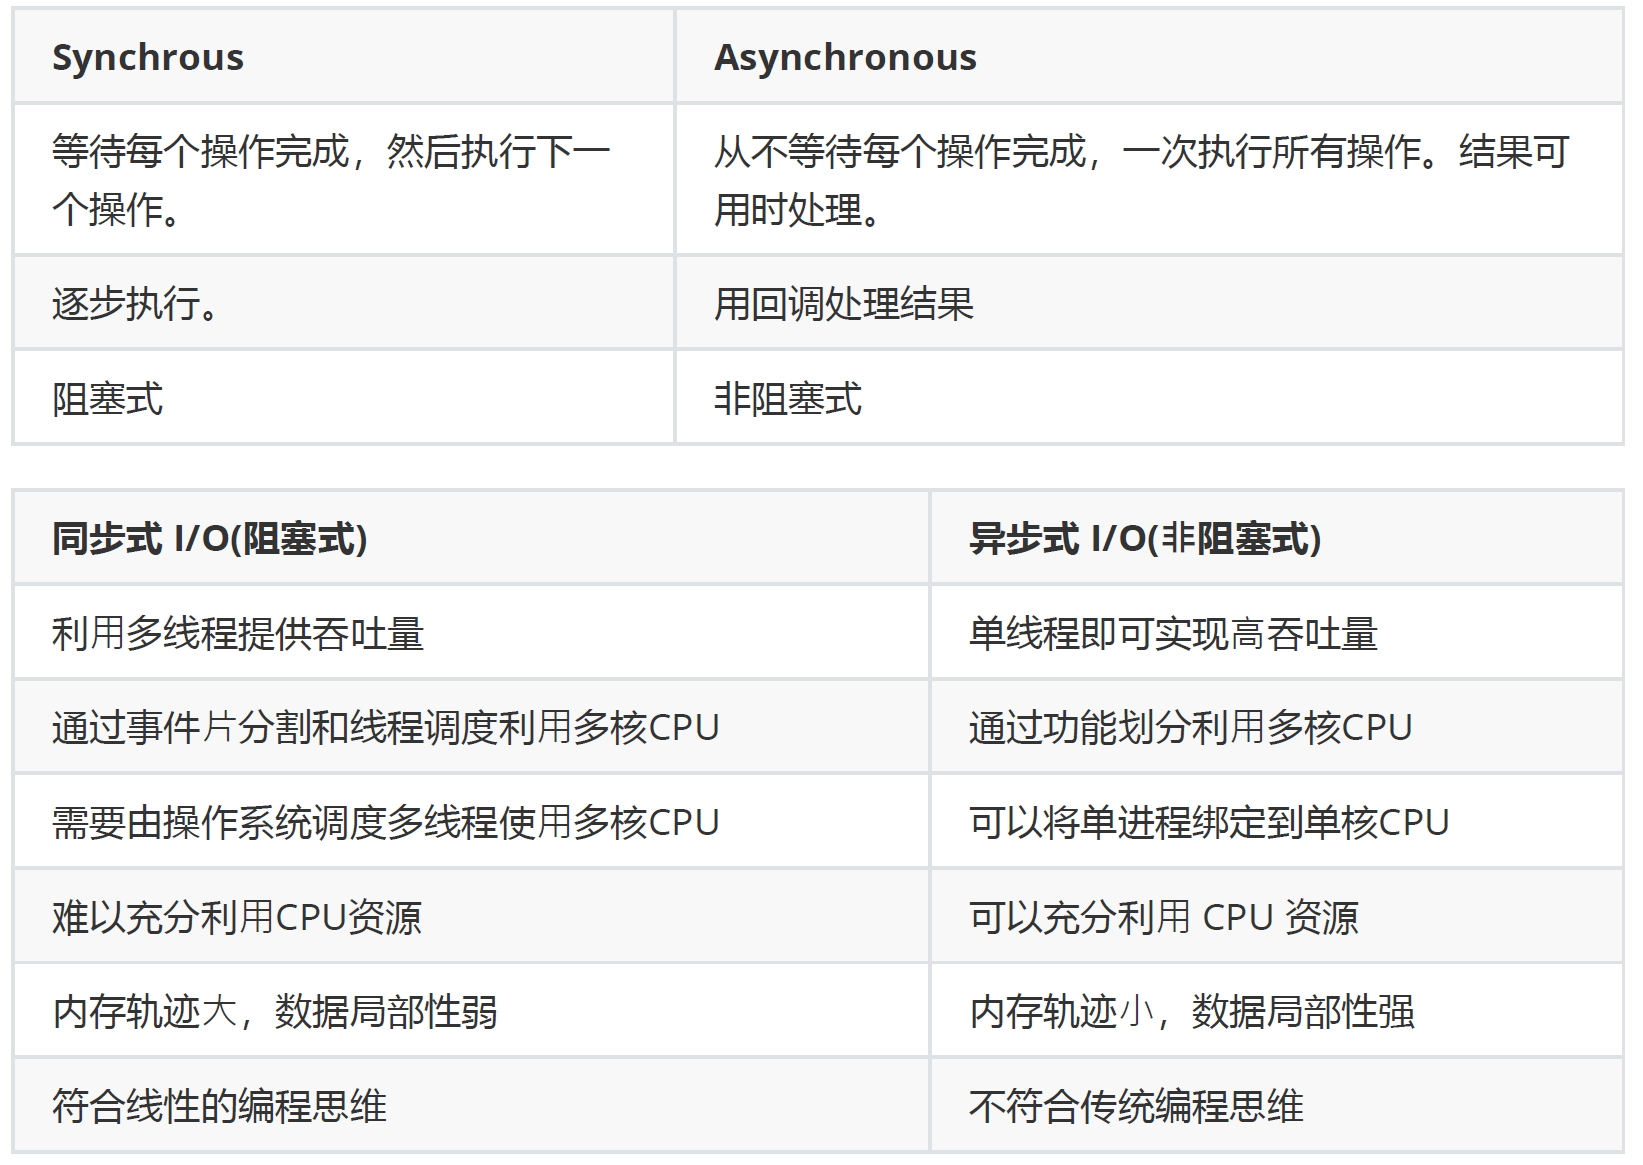 Synchrous
Asynchronous
等待每个操作完成，然后执行下一
个操作。
从不等待每个操作完成，一次执行所有操作。结果可
用时处理。
逐步执行。
用回调处理结果
阻塞式
非阻塞式
同步式 I/O(阻塞式)
异步式 I/O(非阻塞式)
利用多线程提供吞吐量
单线程即可实现高吞吐量
通过事件片分割和线程调度利用多核CPU
通过功能划分利用多核CPU
需要由操作系统调度多线程使用多核CPU
可以将单进程绑定到单核CPU
难以充分利用CPU资源
可以充分利用 CPU 资源
内存轨迹大，数据局部性弱
内存轨迹小，数据局部性强
符合线性的编程思维
不符合传统编程思维